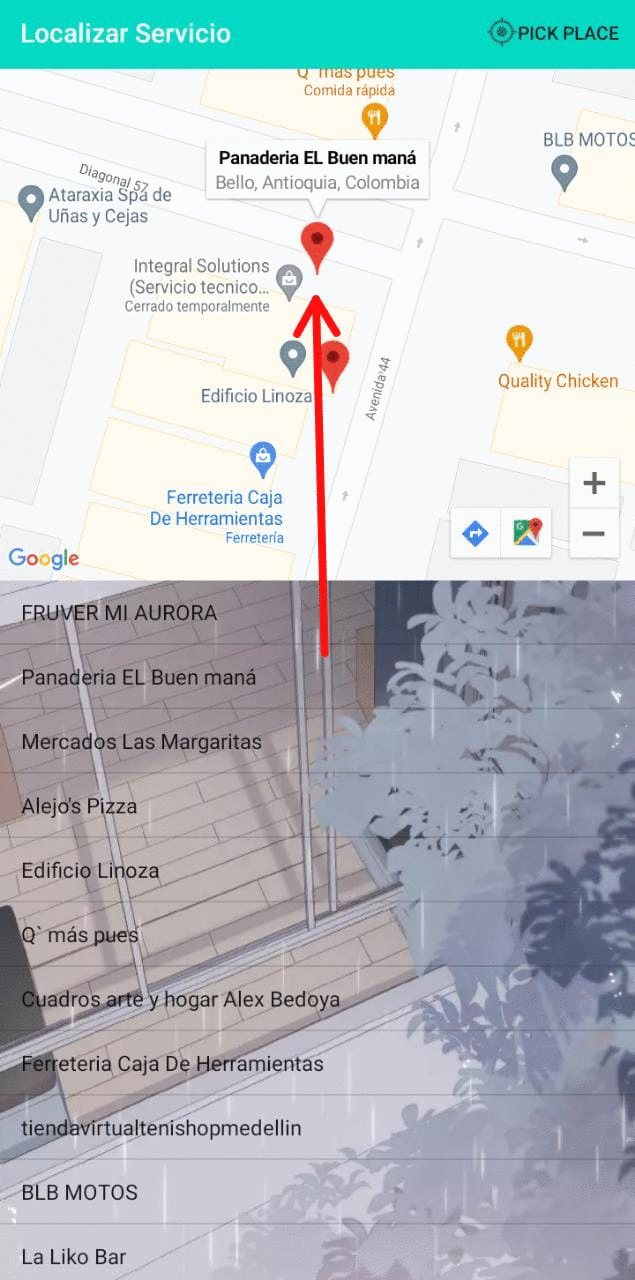 Localizar Servicio
PICK PLACE
Q` más pues
Comida rápida
BLB MOTOS
Panaderia EL Buen maná
Bello, Antioquia, Colombia
Diagonal 57
Ataraxia Spa de
Uñas y Cejas
Integral Solutions
(Servicio tecnico...
Cerrado temporalmente
Quality Chicken
Edificio Linoza
Avenida 44
Ferreteria Caja
De Herramientas
Ferretería
+
−
Google
FRUVER MI AURORA
Panaderia EL Buen maná
Mercados Las Margaritas
Alejo's Pizza
Edificio Linoza
Q` más pues
Cuadros arte y hogar Alex Bedoya
Ferreteria Caja De Herramientas
tiendavirtualtenishopmedellin
BLB MOTOS
La Liko Bar